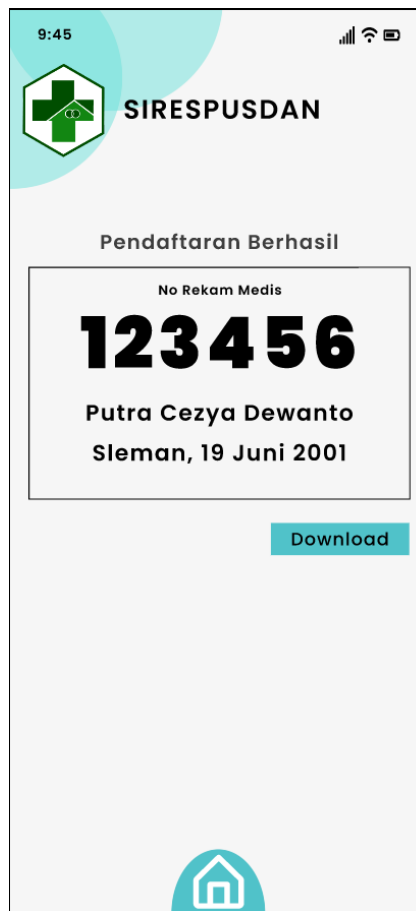 9:45
SIRESPUSDAN
Pendaftaran Berhasil
No Rekam Medis
123456
Putra Cezya Dewanto
Sleman, 19 Juni 2001
Download